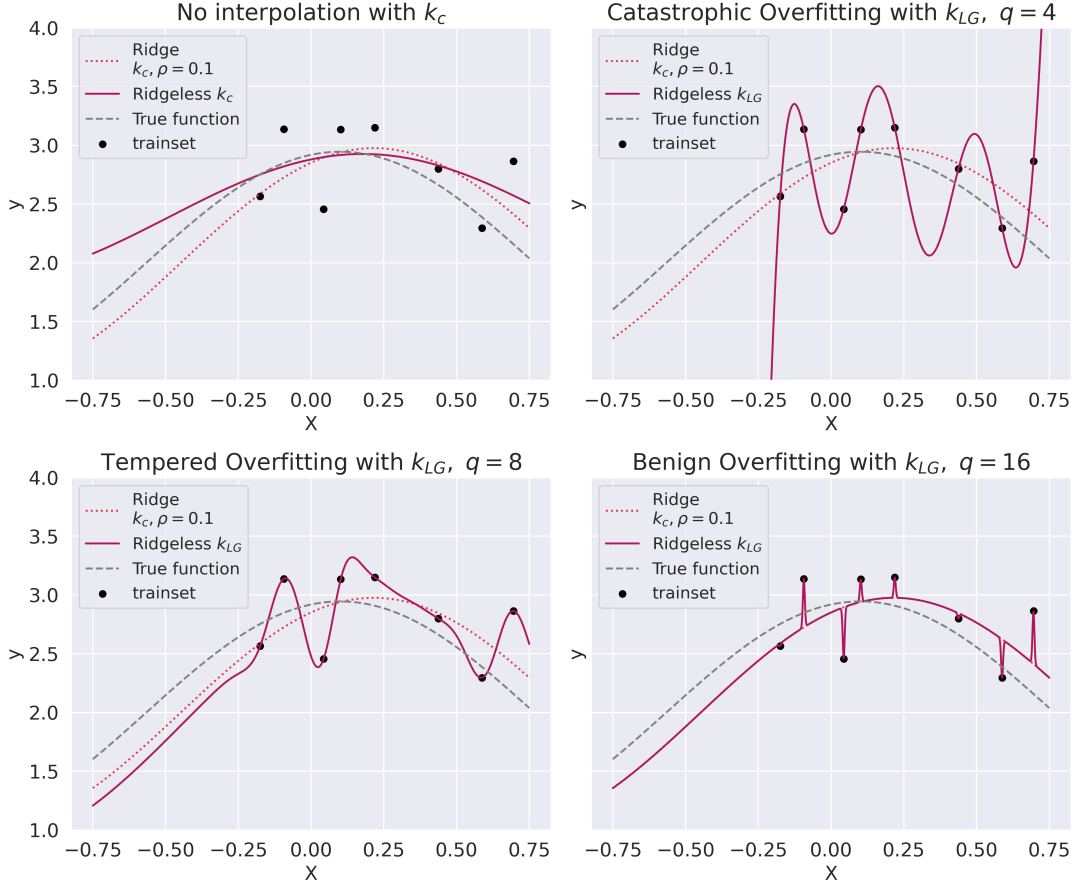 No interpolation with k_c
4.0
3.5
3.0
2.5
2.0
1.5
1.0
y
Ridge
k_c, ρ = 0.1
Ridgeless k_c
True function
trainset
−0.75 −0.50 −0.25 0.00 0.25 0.50 0.75
X
Catastrophic Overfitting with k_LG, q = 4
y
Ridge
k_c, ρ = 0.1
Ridgeless k_LG
True function
trainset
−0.75 −0.50 −0.25 0.00 0.25 0.50 0.75
X
Tempered Overfitting with k_LG, q = 8
4.0
3.5
3.0
2.5
2.0
1.5
1.0
y
Ridge
k_c, ρ = 0.1
Ridgeless k_LG
True function
trainset
−0.75 −0.50 −0.25 0.00 0.25 0.50 0.75
X
Benign Overfitting with k_LG, q = 16
y
Ridge
k_c, ρ = 0.1
Ridgeless k_LG
True function
trainset
−0.75 −0.50 −0.25 0.00 0.25 0.50 0.75
X